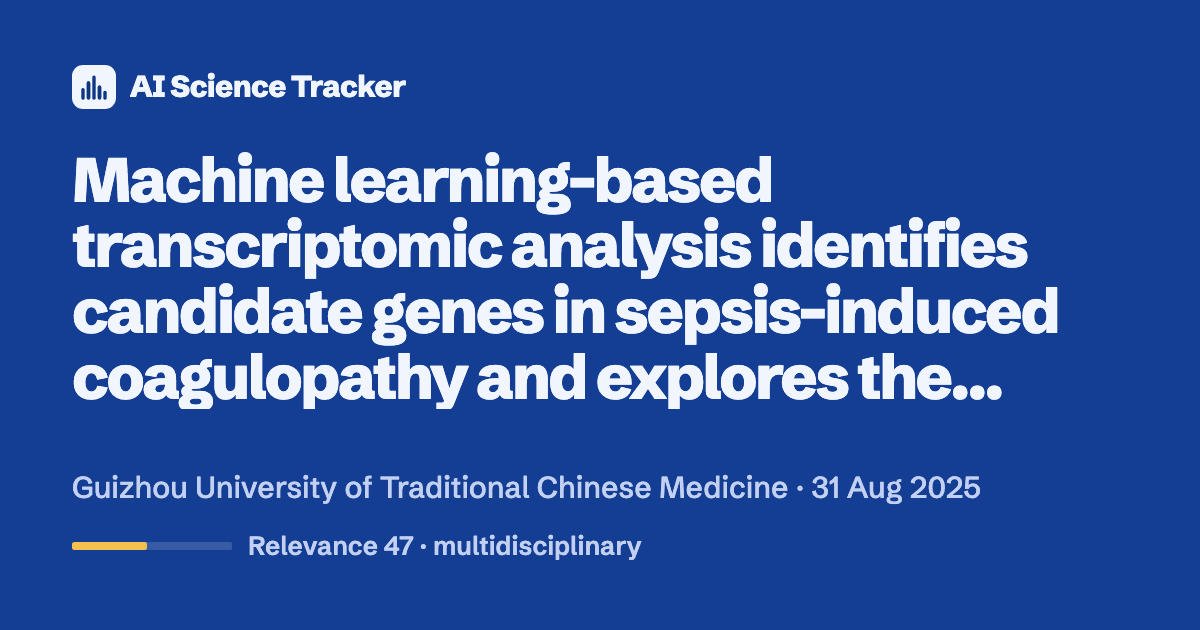 AI Science Tracker
Machine learning-based
transcriptomic analysis identifies
candidate genes in sepsis-induced
coagulopathy and explores the...
Guizhou University of Traditional Chinese Medicine · 31 Aug 2025
Relevance 47 · multidisciplinary